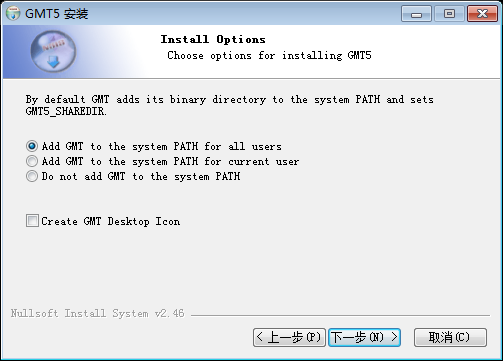 GMT5 安装
Install Options
Choose options for installing GMT5
By default GMT adds its binary directory to the system PATH and sets
GMT5_SHAREDIR.
Add GMT to the system PATH for all users
Add GMT to the system PATH for current user
Do not add GMT to the system PATH
Create GMT Desktop Icon
Nullsoft Install System v2.46
< 上一步(P) 下一步(N) > 取消(C)